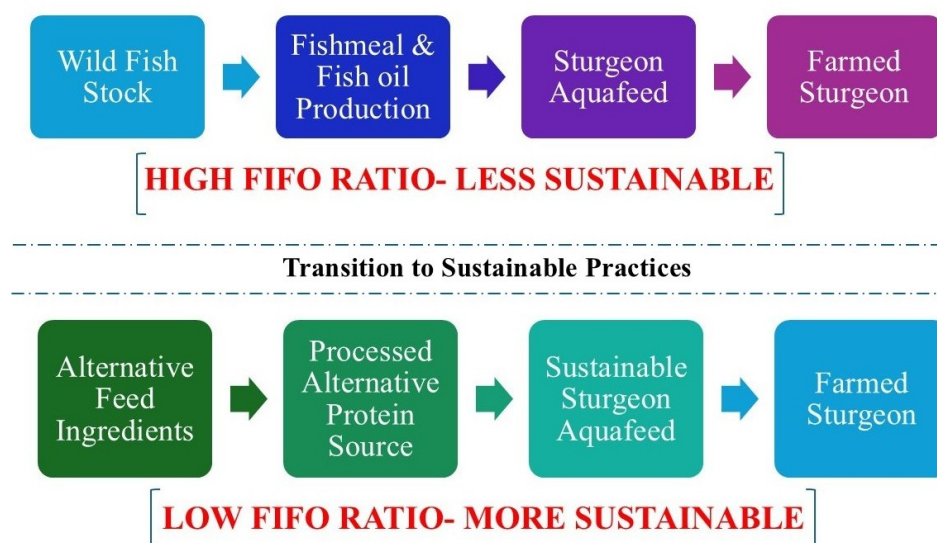 Wild Fish
Stock
Fishmeal &
Fish oil
Production
Sturgeon
Aquafeed
Farmed
Sturgeon
HIGH FIFO RATIO- LESS SUSTAINABLE
Transition to Sustainable Practices
Alternative
Feed
Ingredients
Processed
Alternative
Protein
Source
Sustainable
Sturgeon
Aquafeed
Farmed
Sturgeon
LOW FIFO RATIO- MORE SUSTAINABLE